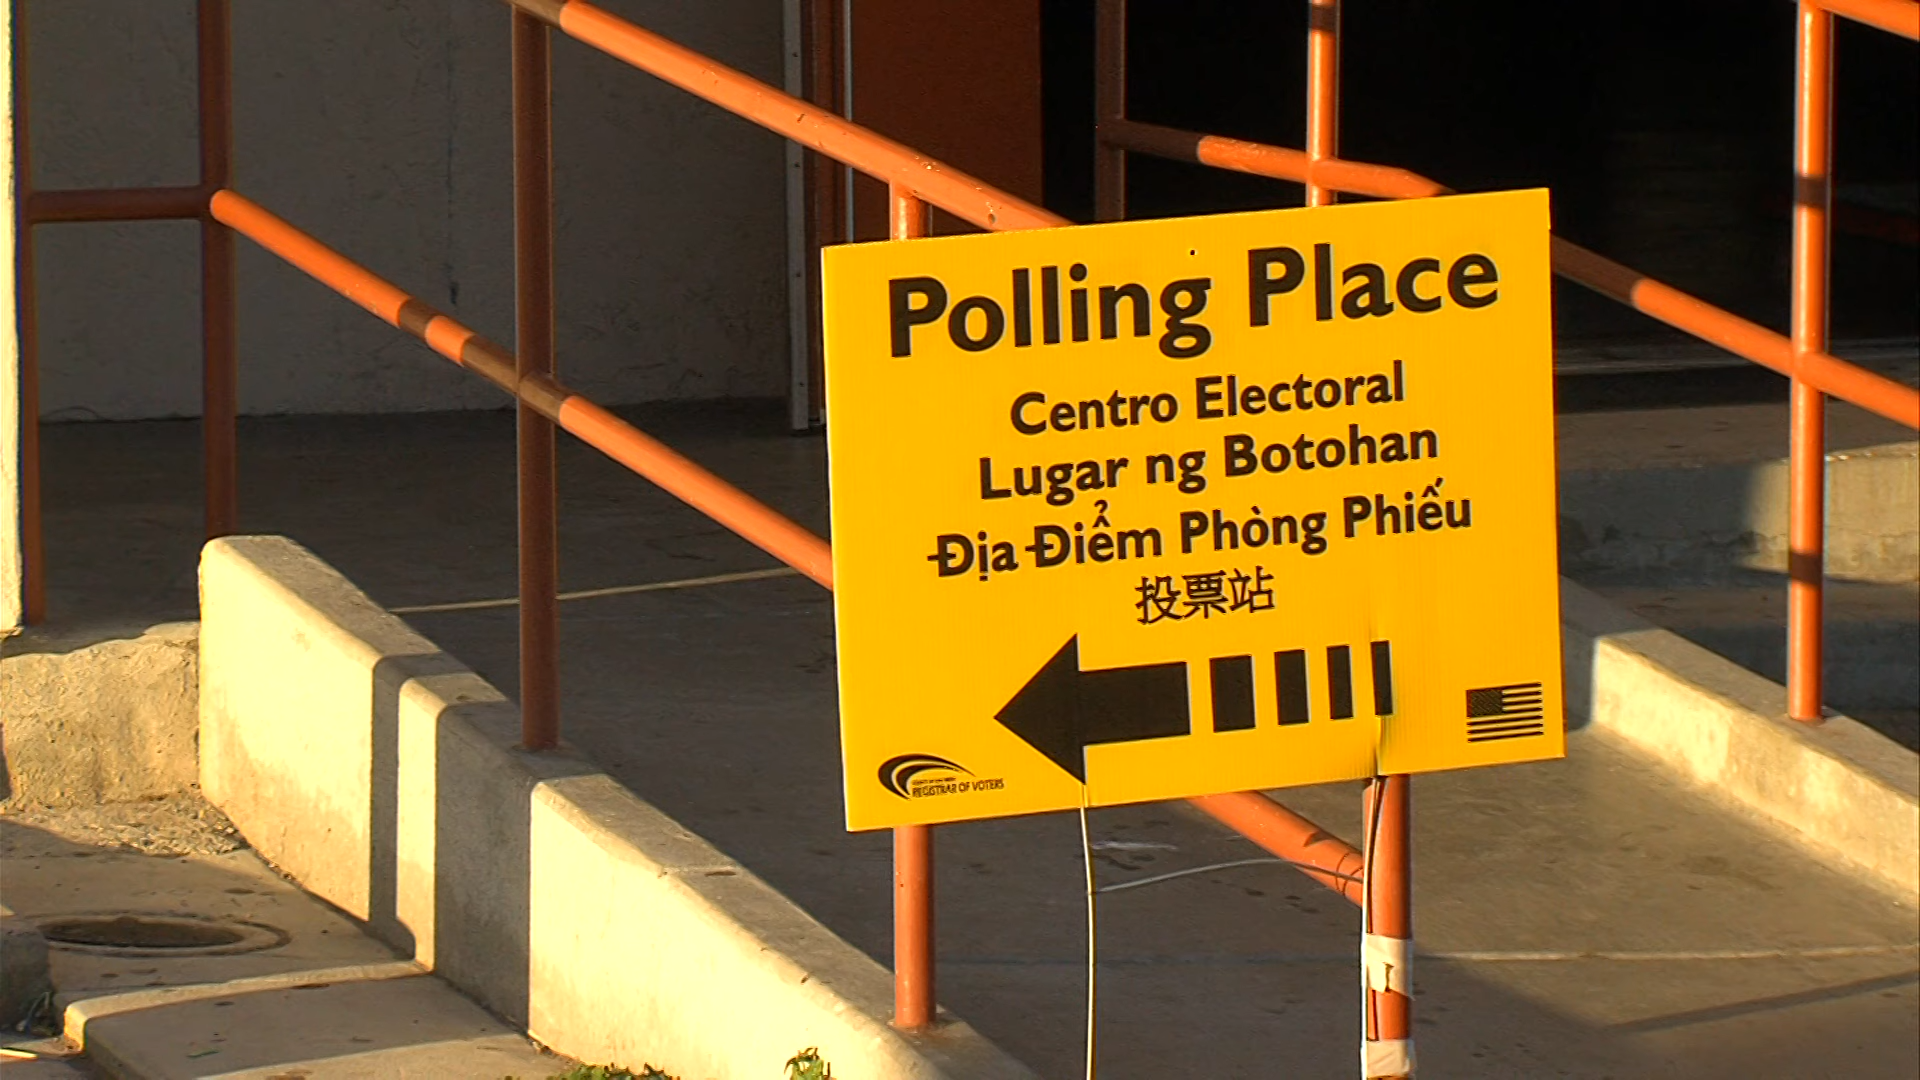 Polling Place
Centro Electoral
Lugar ng Botohan
Địa Điểm Phòng Phiếu
投票站
REGISTRAR OF VOTERS